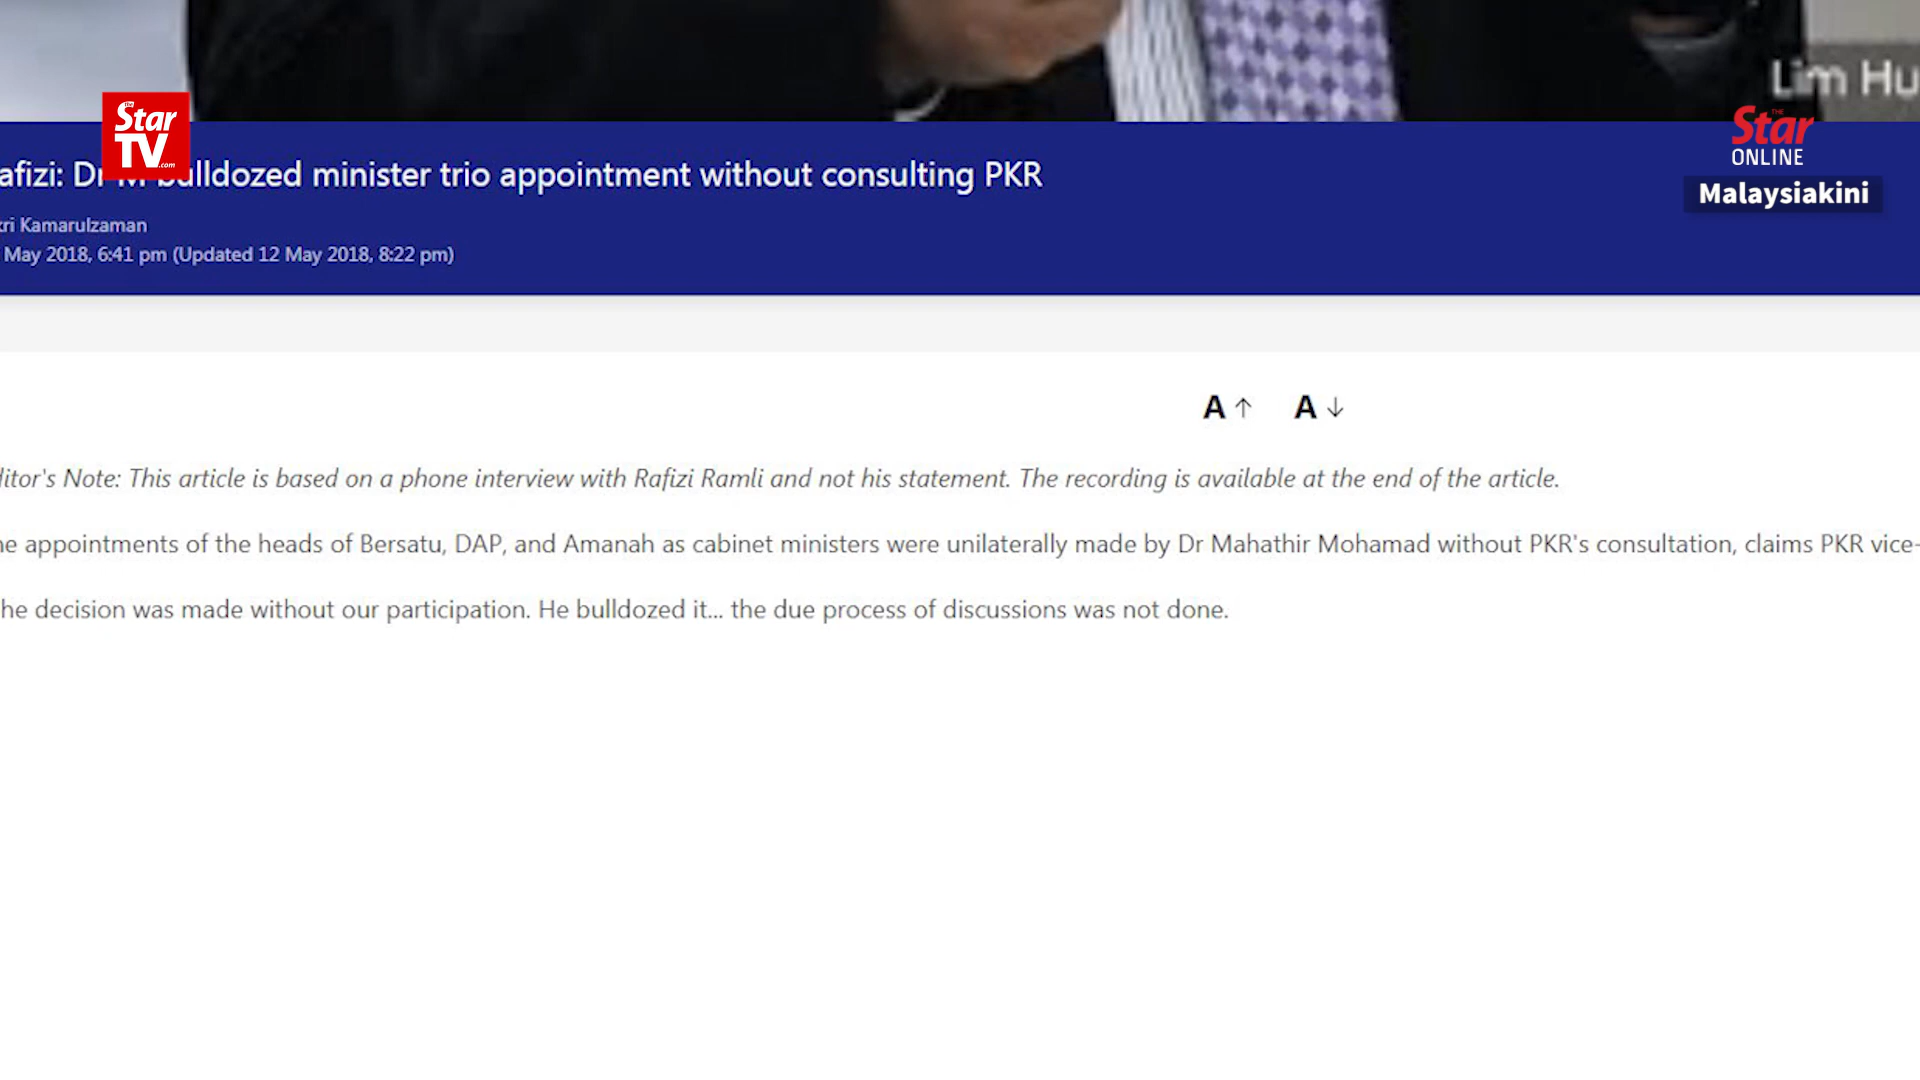 Lim Hu
The Star TV.com
THE Star ONLINE
Malaysiakini
afizi: Dr M bulldozed minister trio appointment without consulting PKR
kri Kamarulzaman
May 2018, 6:41 pm (Updated 12 May 2018, 8:22 pm)
A↑ A↓
ditor's Note: This article is based on a phone interview with Rafizi Ramli and not his statement. The recording is available at the end of the article.
he appointments of the heads of Bersatu, DAP, and Amanah as cabinet ministers were unilaterally made by Dr Mahathir Mohamad without PKR's consultation, claims PKR vice-
he decision was made without our participation. He bulldozed it... the due process of discussions was not done.